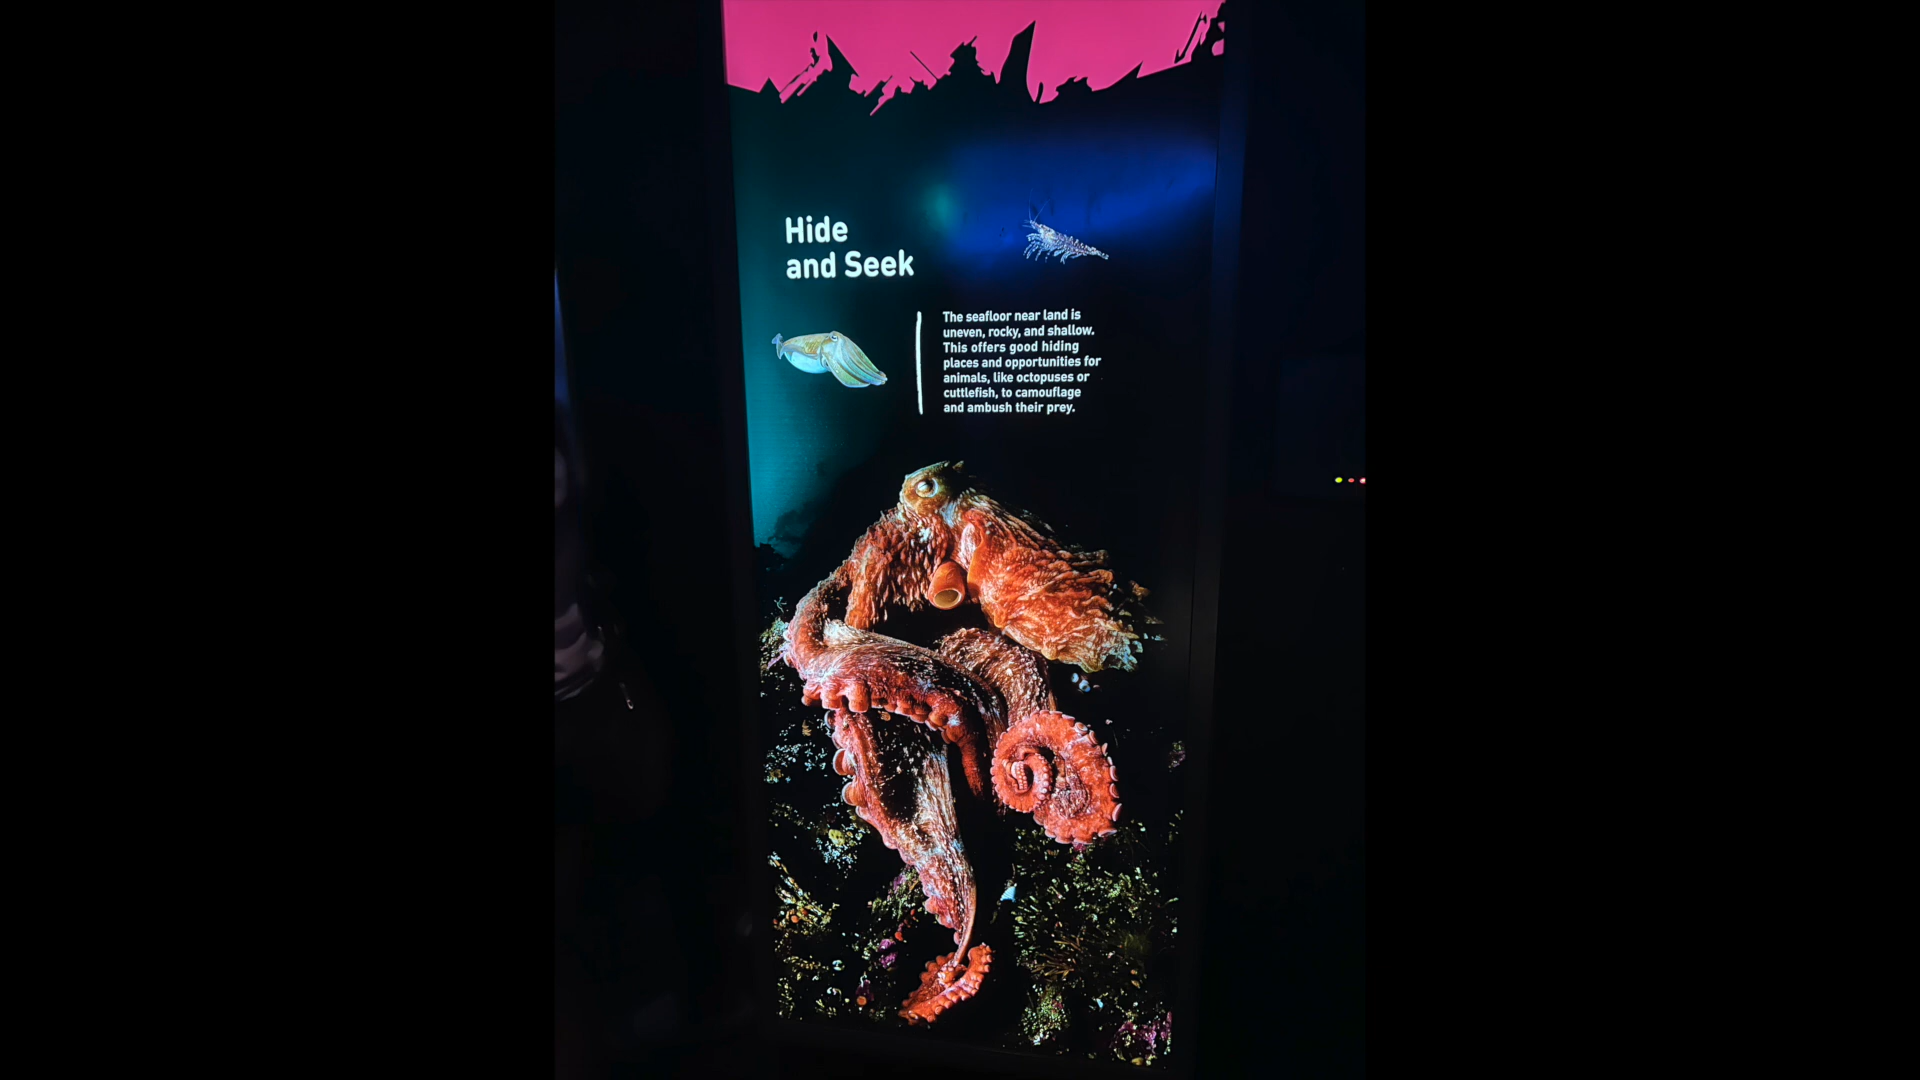 Hide
and Seek
The seafloor near land is
uneven, rocky, and shallow.
This offers good hiding
places and opportunities for
animals, like octopuses or
cuttlefish, to camouflage
and ambush their prey.